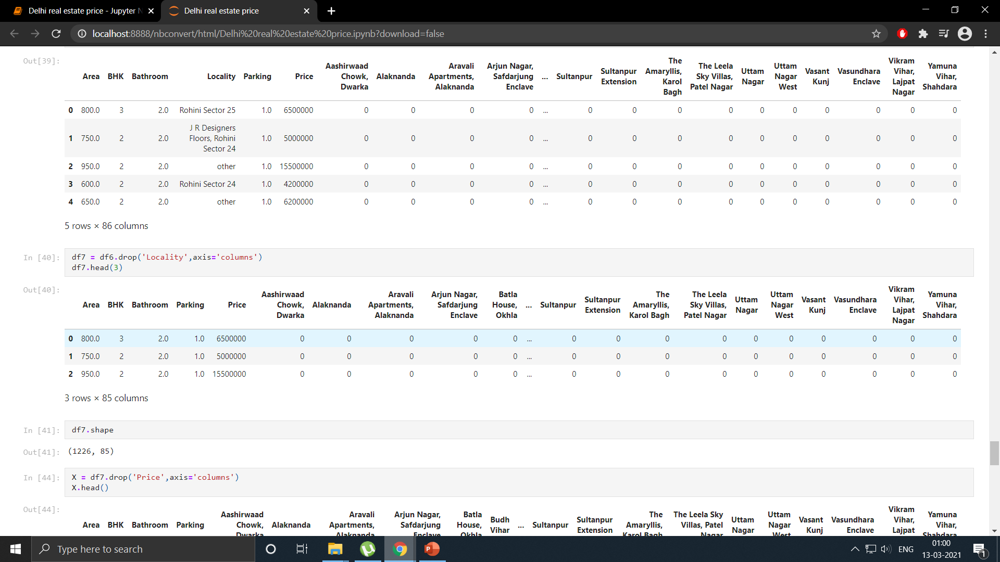 Delhi real estate price - Jupyter N
Delhi real estate price
localhost:8888/nbconvert/html/Delhi%20real%20estate%20price.ipynb?download=false
Out[39]:
Area BHK Bathroom Locality Parking Price Aashirwaad Chowk, Dwarka Alaknanda Aravali Apartments, Alaknanda Arjun Nagar, Safdarjung Enclave ... Sultanpur Sultanpur Extension The Amaryllis, Karol Bagh The Leela Sky Villas, Patel Nagar Uttam Nagar Uttam Nagar West Vasant Kunj Vasundhara Enclave Vikram Vihar, Lajpat Nagar Yamuna Vihar, Shahdara
0 800.0 3 2.0 Rohini Sector 25 1.0 6500000 0 0 0 0 ... 0 0 0 0 0 0 0 0 0 0
1 750.0 2 2.0 J R Designers Floors, Rohini Sector 24 1.0 5000000 0 0 0 0 ... 0 0 0 0 0 0 0 0 0 0
2 950.0 2 2.0 other 1.0 15500000 0 0 0 0 ... 0 0 0 0 0 0 0 0 0 0
3 600.0 2 2.0 Rohini Sector 24 1.0 4200000 0 0 0 0 ... 0 0 0 0 0 0 0 0 0 0
4 650.0 2 2.0 other 1.0 6200000 0 0 0 0 ... 0 0 0 0 0 0 0 0 0 0
5 rows × 86 columns
In [40]: df7 = df6.drop('Locality',axis='columns')
df7.head(3)
Out[40]:
Area BHK Bathroom Parking Price Aashirwaad Chowk, Dwarka Alaknanda Aravali Apartments, Alaknanda Arjun Nagar, Safdarjung Enclave Batla House, Okhla ... Sultanpur Sultanpur Extension The Amaryllis, Karol Bagh The Leela Sky Villas, Patel Nagar Uttam Nagar Uttam Nagar West Vasant Kunj Vasundhara Enclave Vikram Vihar, Lajpat Nagar Yamuna Vihar, Shahdara
0 800.0 3 2.0 1.0 6500000 0 0 0 0 0 ... 0 0 0 0 0 0 0 0 0 0
1 750.0 2 2.0 1.0 5000000 0 0 0 0 0 ... 0 0 0 0 0 0 0 0 0 0
2 950.0 2 2.0 1.0 15500000 0 0 0 0 0 ... 0 0 0 0 0 0 0 0 0 0
3 rows × 85 columns
In [41]: df7.shape
Out[41]: (1226, 85)
In [44]: X = df7.drop('Price',axis='columns')
X.head()
Out[44]:
Area BHK Bathroom Parking Aashirwaad Chowk, Dwarka Alaknanda Aravali Apartments, Alaknanda Arjun Nagar, Safdarjung Enclave Batla House, Okhla Budh Vihar ... Sultanpur Sultanpur Extension The Amaryllis, Karol Bagh The Leela Sky Villas, Patel Nagar Uttam Nagar Uttam Nagar West Vasant Kunj Vasundhara Enclave Vikram Vihar, Lajpat Yamuna Vihar, Shahdara
Type here to search
ENG
01:00
13-03-2021
1